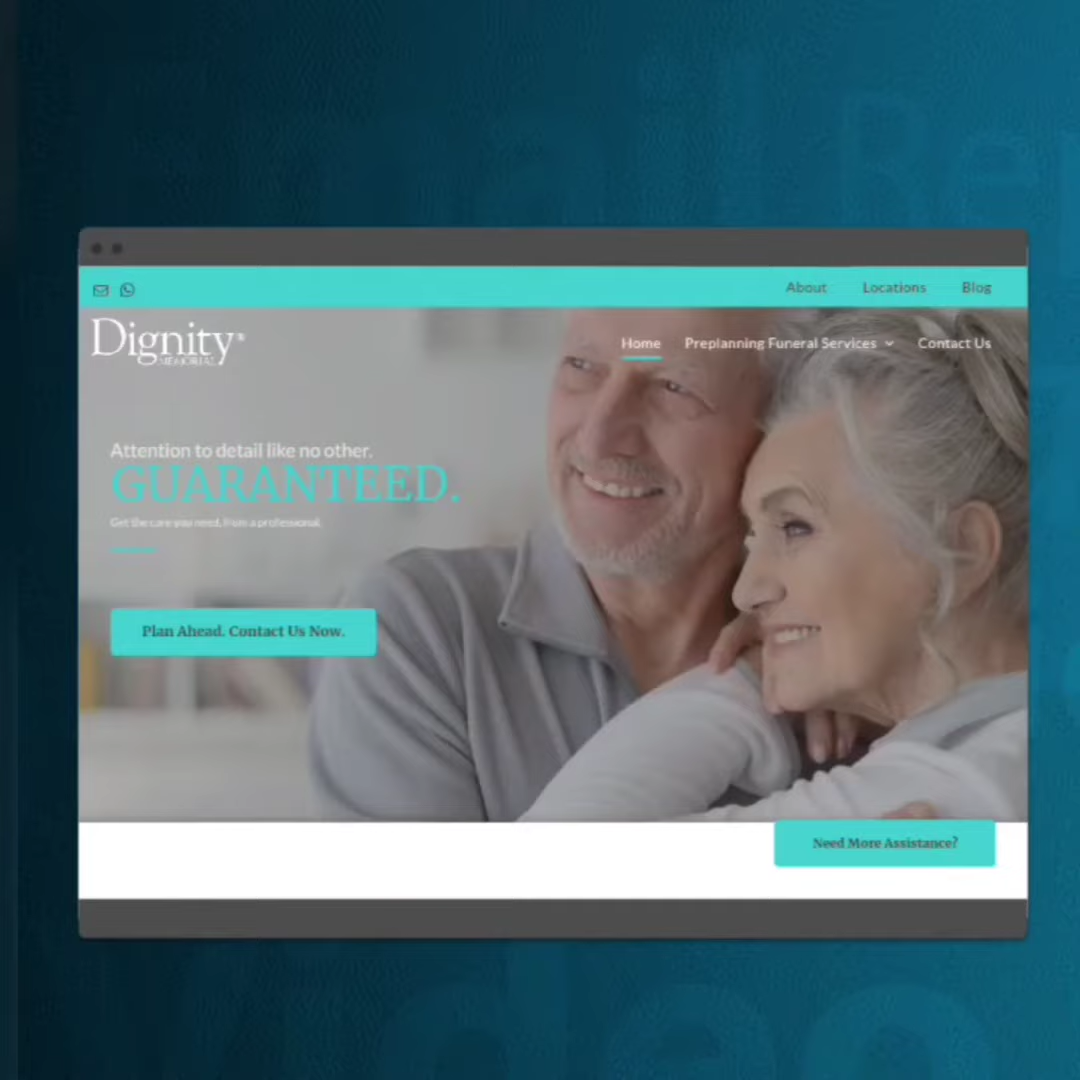 About Locations Blog
Dignity®
MEMORIAL
Home Preplanning Funeral Services Contact Us
Attention to detail like no other.
GUARANTEED.
Get the care you need, from a professional.
Plan Ahead. Contact Us Now.
Need More Assistance?